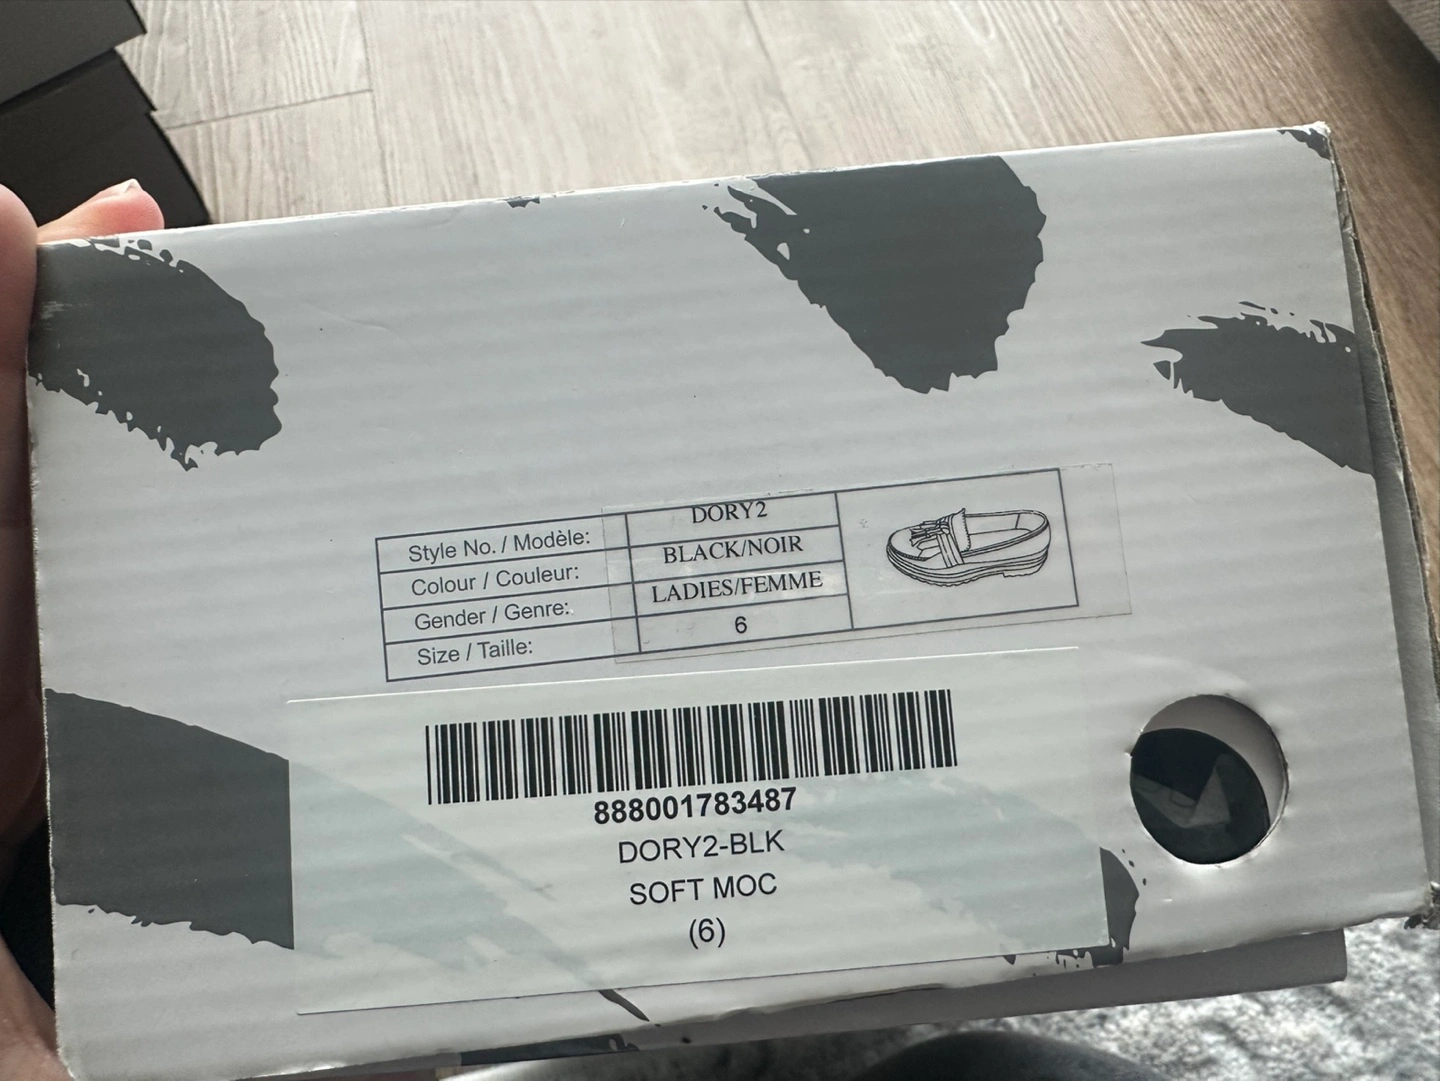 Style No. / Modèle: DORY2
Colour / Couleur: BLACK/NOIR
Gender / Genre: LADIES/FEMME
Size / Taille: 6
888001783487
DORY2-BLK
SOFT MOC
(6)